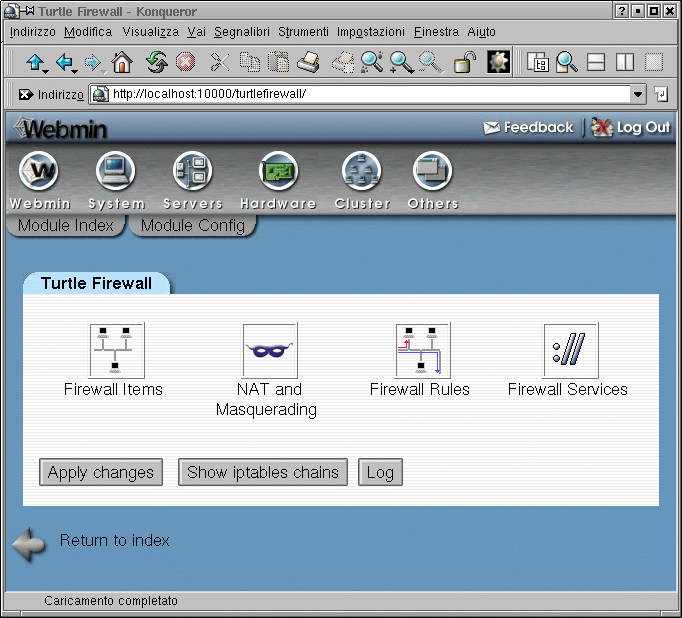 Turtle Firewall - Konqueror
Indirizzo Modifica Visualizza Vai Segnalibri Strumenti Impostazioni Finestra Aiuto
Indirizzo http://localhost:10000/turtlefirewall/
Webmin Feedback Log Out
Webmin System Servers Hardware Cluster Others
Module Index Module Config
Turtle Firewall
Firewall Items NAT and Masquerading Firewall Rules Firewall Services
Apply changes Show iptables chains Log
Return to index
Caricamento completato